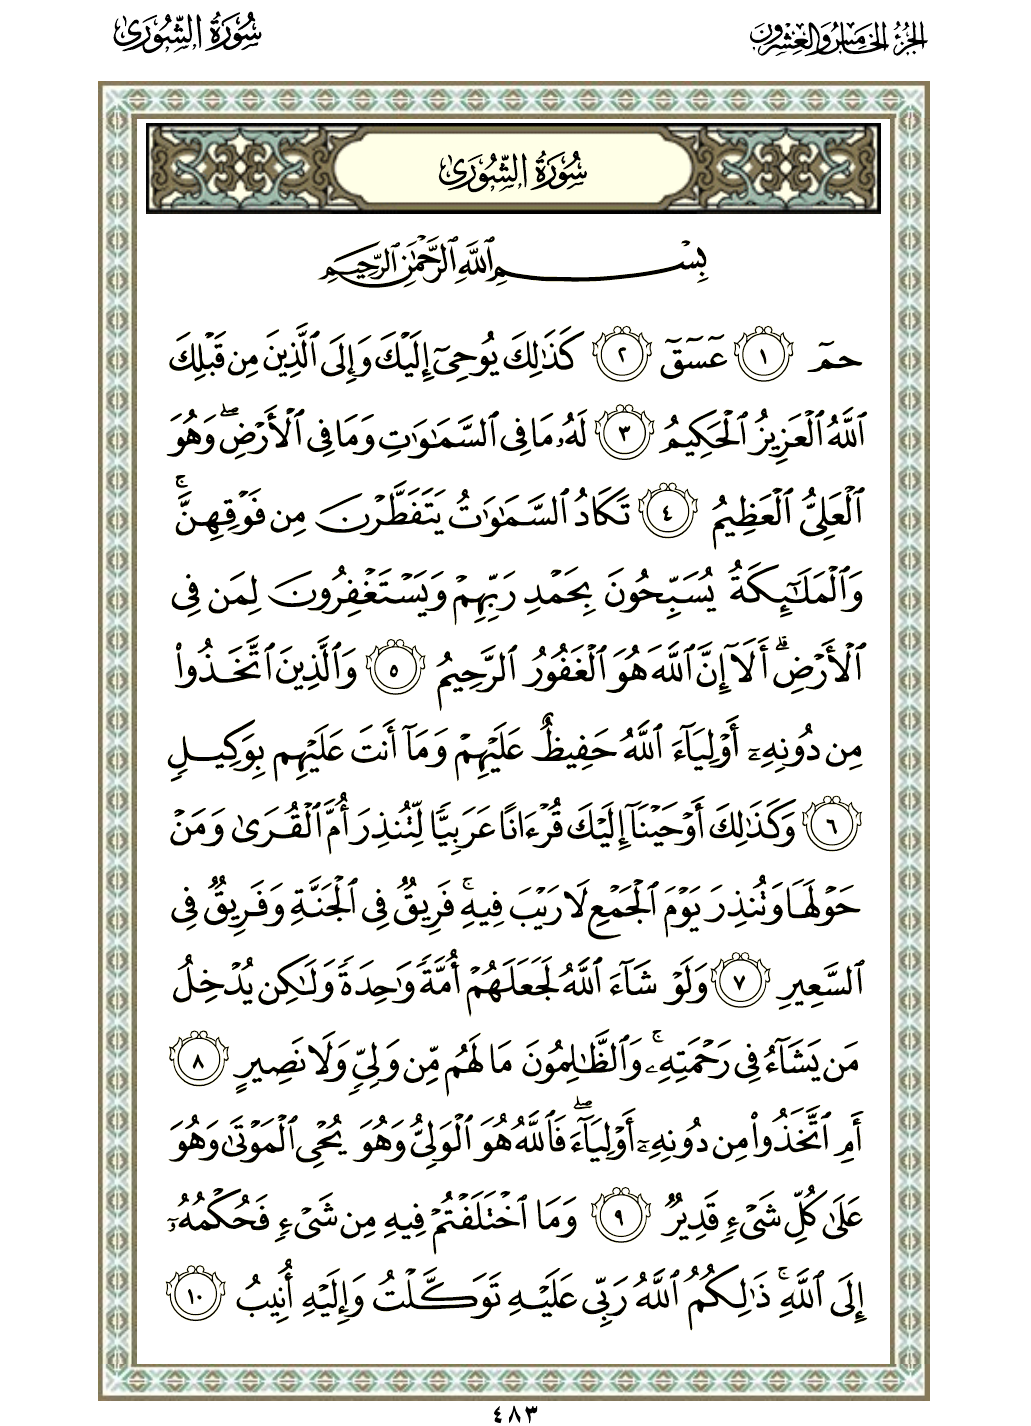 الجزء الخامس والعشرون
سورة الشورى
سُورَةُ الشُّورَىٰ
بِسْمِ ٱللَّهِ ٱلرَّحْمَٰنِ ٱلرَّحِيمِ
حمٓ ١ عٓسٓقٓ ٢ كَذَٰلِكَ يُوحِىٓ إِلَيْكَ وَإِلَى ٱلَّذِينَ مِن قَبْلِكَ
ٱللَّهُ ٱلْعَزِيزُ ٱلْحَكِيمُ ٣ لَهُۥ مَا فِى ٱلسَّمَٰوَٰتِ وَمَا فِى ٱلْأَرْضِ ۖ وَهُوَ
ٱلْعَلِىُّ ٱلْعَظِيمُ ٤ تَكَادُ ٱلسَّمَٰوَٰتُ يَتَفَطَّرْنَ مِن فَوْقِهِنَّ ۚ
وَٱلْمَلَٰٓئِكَةُ يُسَبِّحُونَ بِحَمْدِ رَبِّهِمْ وَيَسْتَغْفِرُونَ لِمَن فِى
ٱلْأَرْضِ ۗ أَلَآ إِنَّ ٱللَّهَ هُوَ ٱلْغَفُورُ ٱلرَّحِيمُ ٥ وَٱلَّذِينَ ٱتَّخَذُوا۟
مِن دُونِهِۦٓ أَوْلِيَآءَ ٱللَّهُ حَفِيظٌ عَلَيْهِمْ وَمَآ أَنتَ عَلَيْهِم بِوَكِيلٍ
٦ وَكَذَٰلِكَ أَوْحَيْنَآ إِلَيْكَ قُرْءَانًا عَرَبِيًّا لِّتُنذِرَ أُمَّ ٱلْقُرَىٰ وَمَنْ
حَوْلَهَا وَتُنذِرَ يَوْمَ ٱلْجَمْعِ لَا رَيْبَ فِيهِ ۚ فَرِيقٌ فِى ٱلْجَنَّةِ وَفَرِيقٌ فِى
ٱلسَّعِيرِ ٧ وَلَوْ شَآءَ ٱللَّهُ لَجَعَلَهُمْ أُمَّةً وَٰحِدَةً وَلَٰكِن يُدْخِلُ
مَن يَشَآءُ فِى رَحْمَتِهِۦ ۚ وَٱلظَّٰلِمُونَ مَا لَهُم مِّن وَلِىٍّ وَلَا نَصِيرٍ ٨
أَمِ ٱتَّخَذُوا۟ مِن دُونِهِۦٓ أَوْلِيَآءَ ۖ فَٱللَّهُ هُوَ ٱلْوَلِىُّ وَهُوَ يُحْىِ ٱلْمَوْتَىٰ وَهُوَ
عَلَىٰ كُلِّ شَىْءٍ قَدِيرٌ ٩ وَمَا ٱخْتَلَفْتُمْ فِيهِ مِن شَىْءٍ فَحُكْمُهُۥٓ
إِلَى ٱللَّهِ ۚ ذَٰلِكُمُ ٱللَّهُ رَبِّى عَلَيْهِ تَوَكَّلْتُ وَإِلَيْهِ أُنِيبُ ١٠
٤٨٣